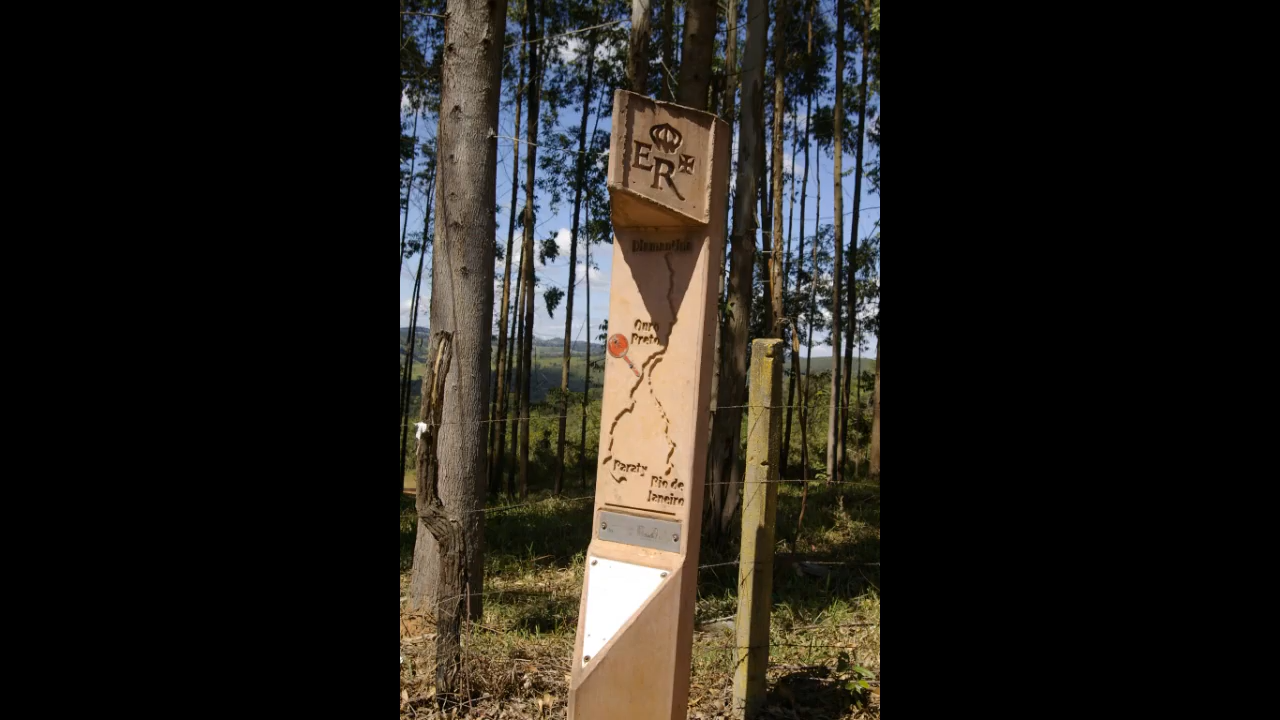 ER
Diamantina
Ouro
Preto
Paraty
Rio de
Janeiro